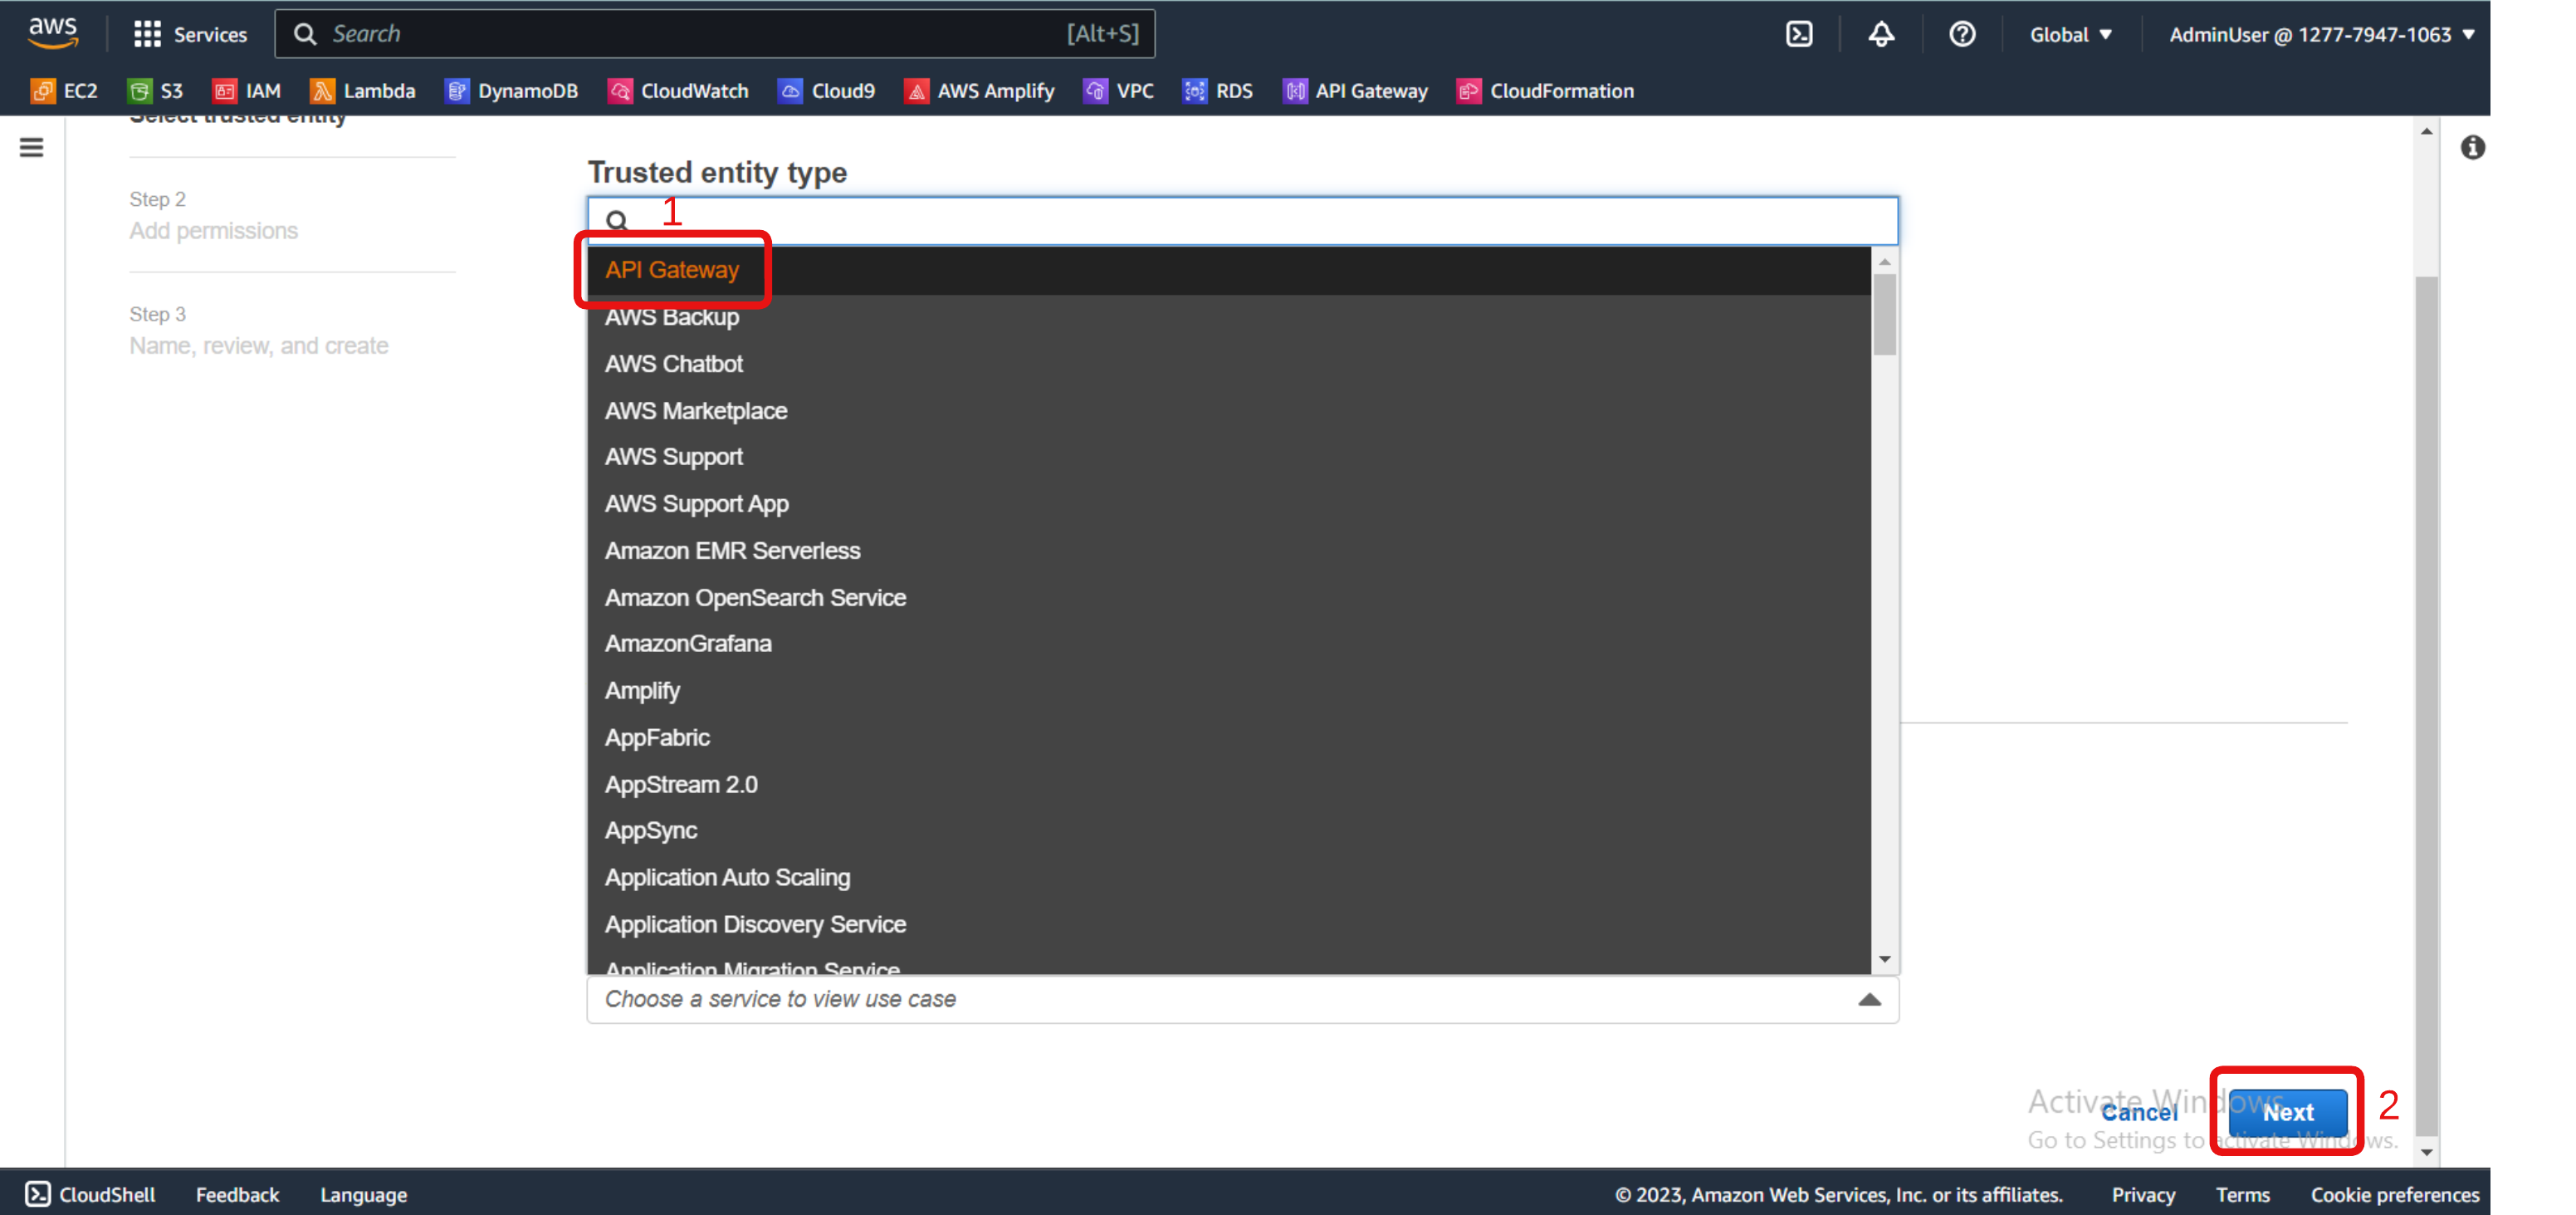 aws Services Search [Alt+S] Global AdminUser @ 1277-7947-1063
EC2 S3 IAM Lambda DynamoDB CloudWatch Cloud9 AWS Amplify VPC RDS API Gateway CloudFormation
Select trusted entity
Step 2
Add permissions
Step 3
Name, review, and create
Trusted entity type
1
API Gateway
AWS Backup
AWS Chatbot
AWS Marketplace
AWS Support
AWS Support App
Amazon EMR Serverless
Amazon OpenSearch Service
AmazonGrafana
Amplify
AppFabric
AppStream 2.0
AppSync
Application Auto Scaling
Application Discovery Service
Application Migration Service
Choose a service to view use case
Cancel Next 2
Activate Windows
Go to Settings to activate Windows.
CloudShell Feedback Language © 2023, Amazon Web Services, Inc. or its affiliates. Privacy Terms Cookie preferences